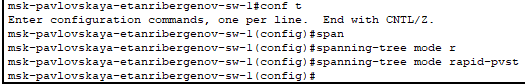 msk-pavlovskaya-etanribergenov-sw-1#conf t
Enter configuration commands, one per line.  End with CNTL/Z.
msk-pavlovskaya-etanribergenov-sw-1(config)#span
msk-pavlovskaya-etanribergenov-sw-1(config)#spanning-tree mode r
msk-pavlovskaya-etanribergenov-sw-1(config)#spanning-tree mode rapid-pvst
msk-pavlovskaya-etanribergenov-sw-1(config)#